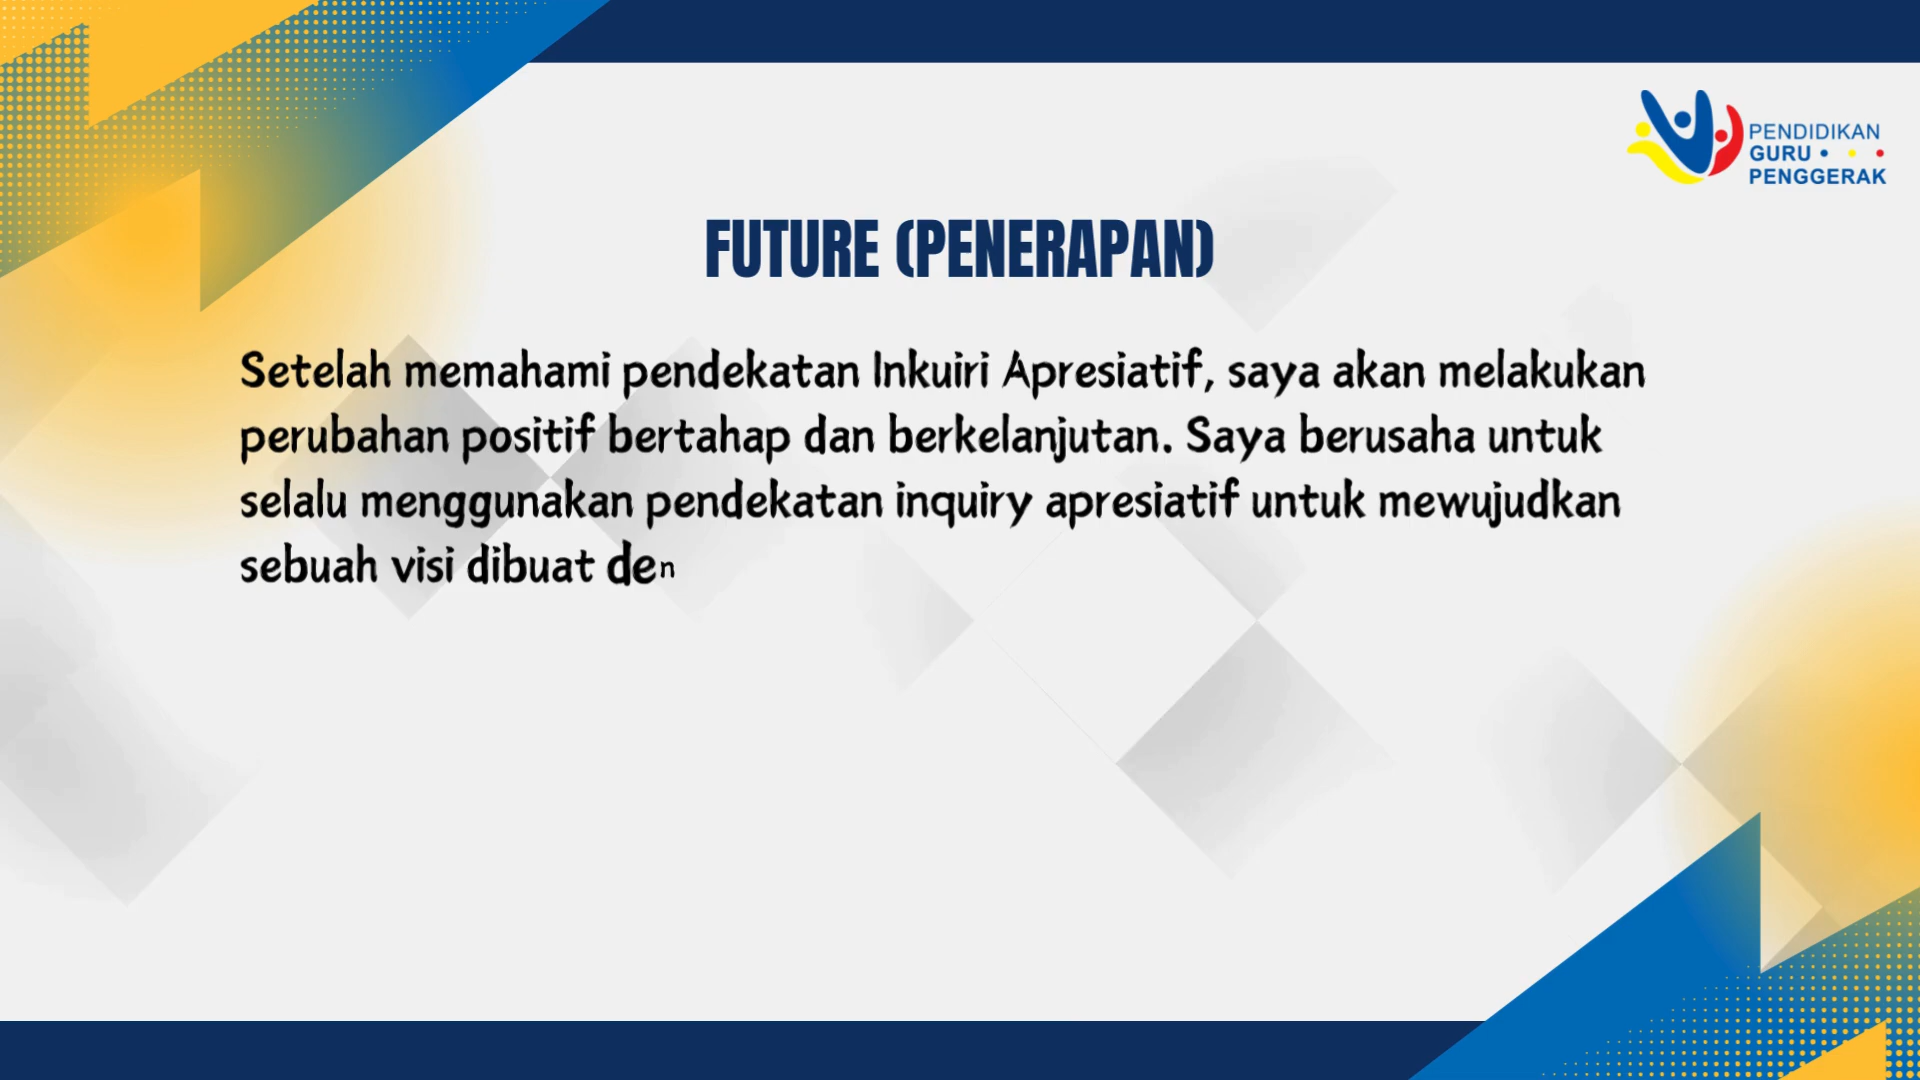 PENDIDIKAN
GURU
PENGGERAK
FUTURE (PENERAPAN)
Setelah memahami pendekatan Inkuiri Apresiatif, saya akan melakukan
perubahan positif bertahap dan berkelanjutan. Saya berusaha untuk
selalu menggunakan pendekatan inquiry apresiatif untuk mewujudkan
sebuah visi dibuat den